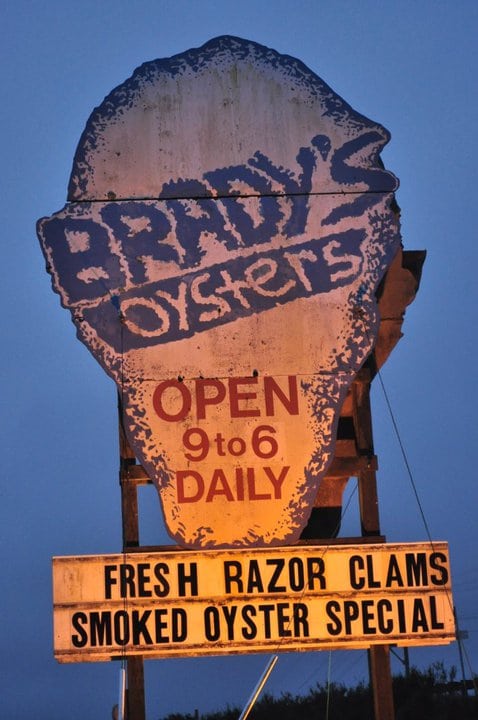 BRADY'S
OYSTERS
OPEN
9 to 6
DAILY
FRESH RAZOR CLAMS
SMOKED OYSTER SPECIAL